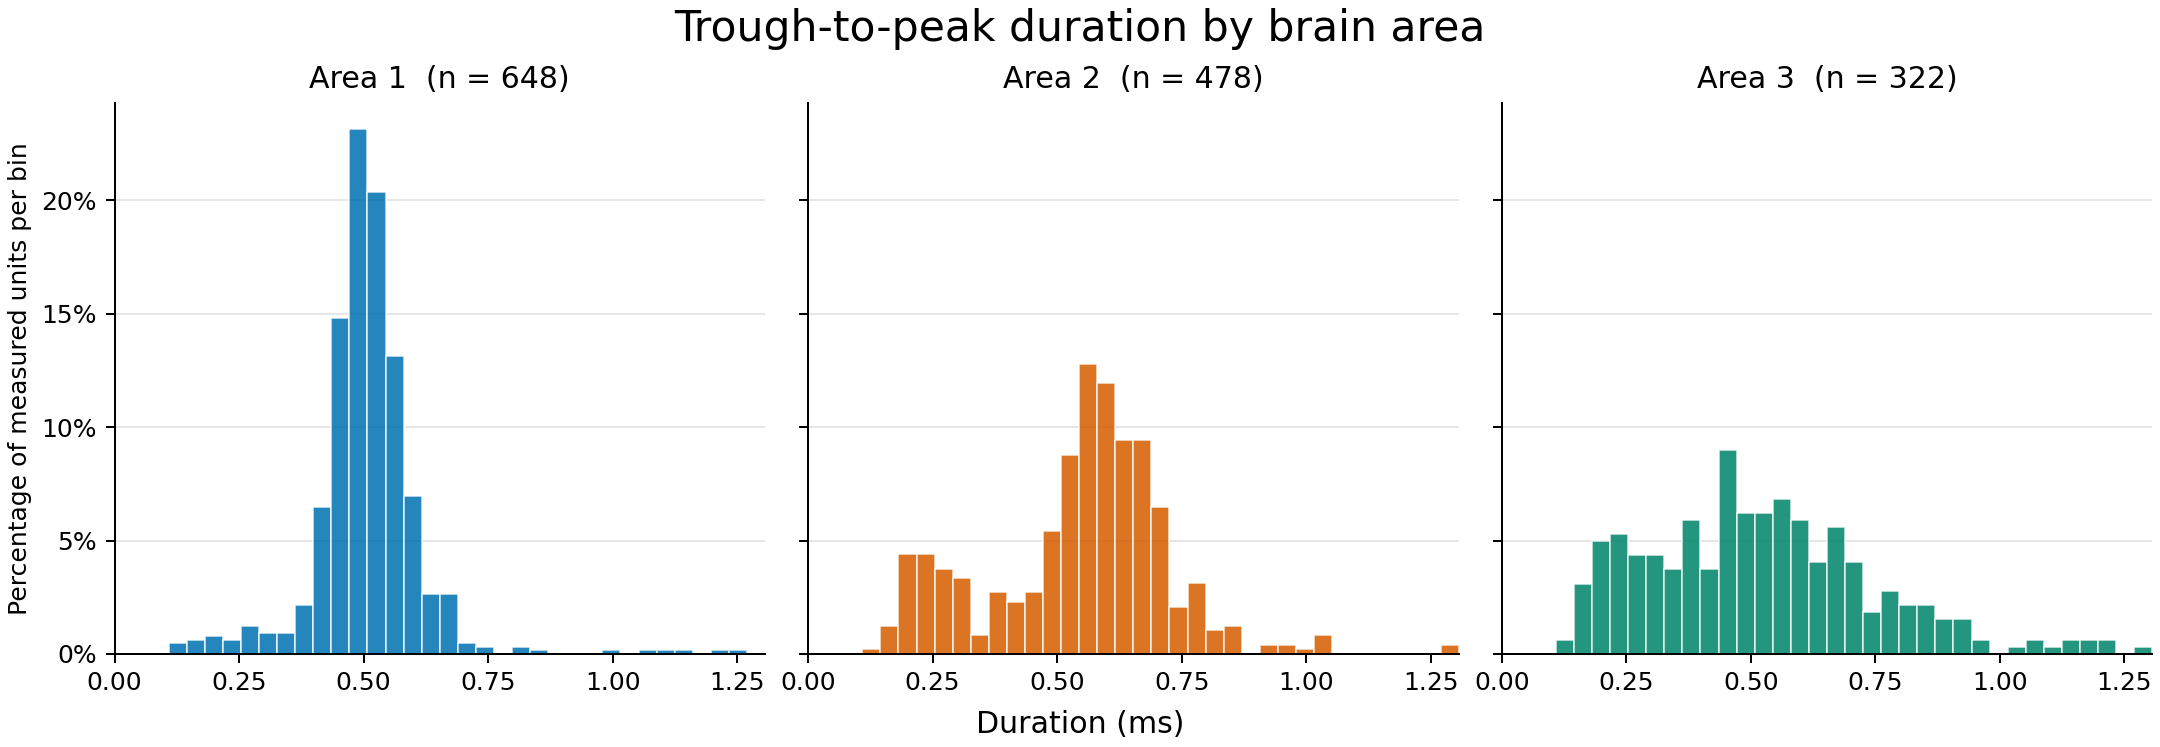 Trough-to-peak duration by brain area
Area 1 (n = 648)
Area 2 (n = 478)
Area 3 (n = 322)
Percentage of measured units per bin
20%
15%
10%
5%
0%
0.00 0.25 0.50 0.75 1.00 1.25
0.00 0.25 0.50 0.75 1.00 1.25
0.00 0.25 0.50 0.75 1.00 1.25
Duration (ms)